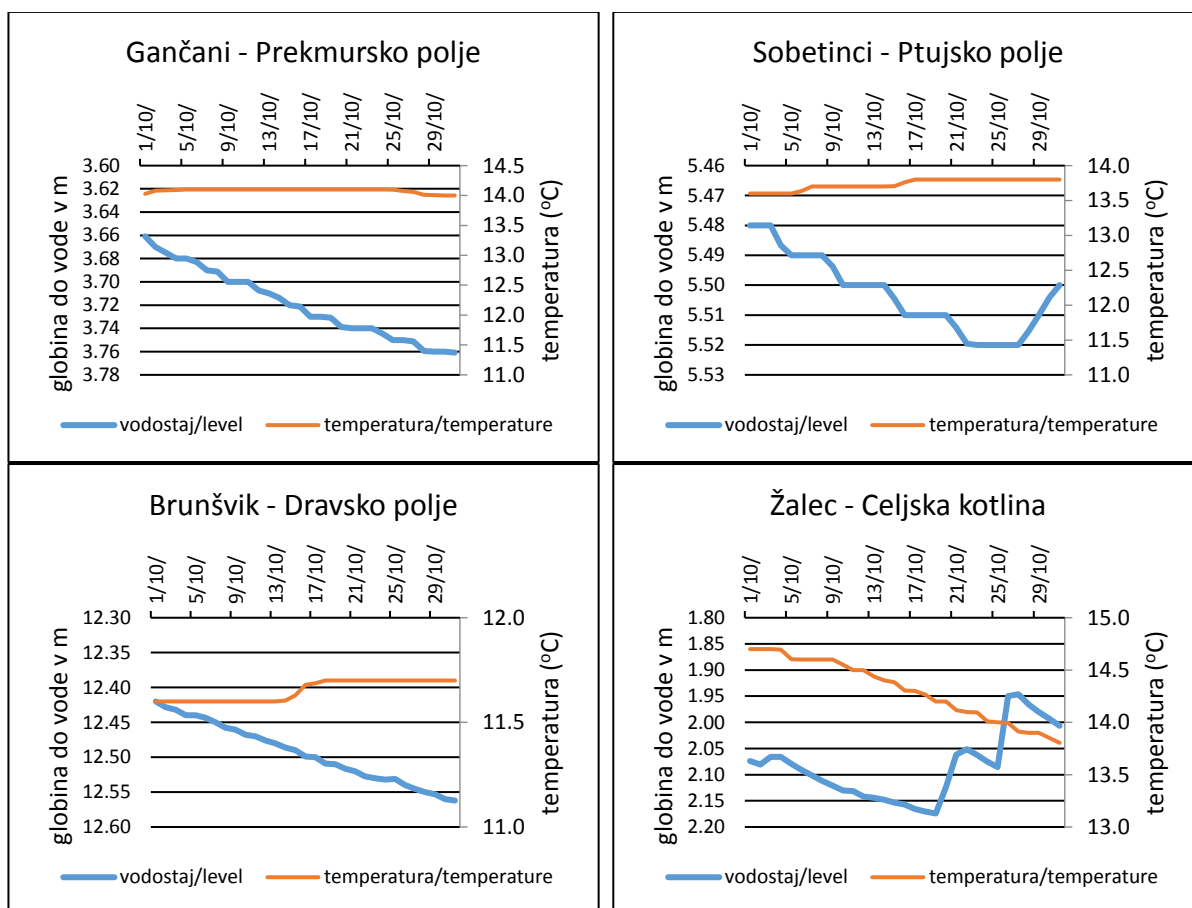 Gančani - Prekmursko polje
1/10/ 5/10/ 9/10/ 13/10/ 17/10/ 21/10/ 25/10/ 29/10/
globina do vode v m
3.60
3.62
3.64
3.66
3.68
3.70
3.72
3.74
3.76
3.78
14.5
14.0
13.5
13.0
12.5
12.0
11.5
11.0
temperatura (°C)
vodostaj/level temperatura/temperature
Sobetinci - Ptujsko polje
1/10/ 5/10/ 9/10/ 13/10/ 17/10/ 21/10/ 25/10/ 29/10/
globina do vode v m
5.46
5.47
5.48
5.49
5.50
5.51
5.52
5.53
14.0
13.5
13.0
12.5
12.0
11.5
11.0
temperatura (°C)
vodostaj/level temperatura/temperature
Brunšvik - Dravsko polje
1/10/ 5/10/ 9/10/ 13/10/ 17/10/ 21/10/ 25/10/ 29/10/
globina do vode v m
12.30
12.35
12.40
12.45
12.50
12.55
12.60
12.0
11.5
11.0
temperatura (°C)
vodostaj/level temperatura/temperature
Žalec - Celjska kotlina
1/10/ 5/10/ 9/10/ 13/10/ 17/10/ 21/10/ 25/10/ 29/10/
globina do vode v m
1.80
1.85
1.90
1.95
2.00
2.05
2.10
2.15
2.20
15.0
14.5
14.0
13.5
13.0
temperatura (°C)
vodostaj/level temperatura/temperature